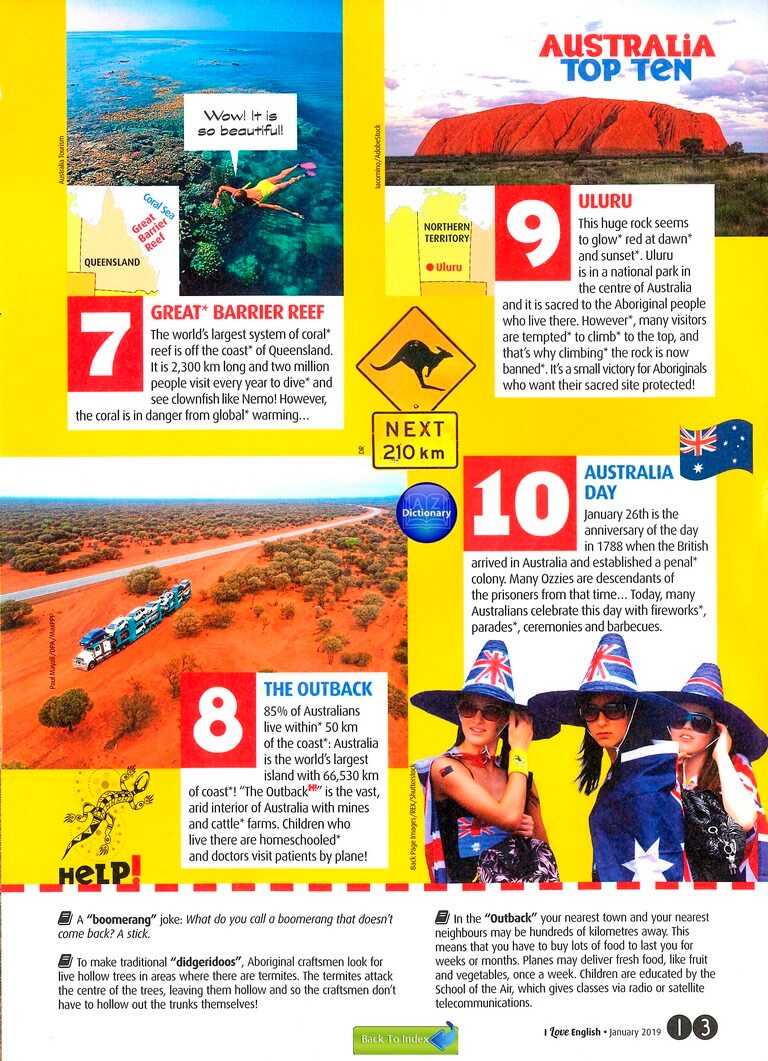 AUSTRALIA
TOP TEN
Wow! It is
so beautiful!
Australia Tourism
Iacomino/AdobeStock
Coral Sea
Great
Barrier
Reef
QUEENSLAND
7
GREAT* BARRIER REEF
The world's largest system of coral*
reef is off the coast* of Queensland.
It is 2,300 km long and two million
people visit every year to dive* and
see clownfish like Nemo! However,
the coral is in danger from global* warming...
NORTHERN
TERRITORY
Uluru
9
ULURU
This huge rock seems
to glow* red at dawn*
and sunset*. Uluru
is in a national park in
the centre of Australia
and it is sacred to the Aboriginal people
who live there. However*, many visitors
are tempted* to climb* to the top, and
that's why climbing* the rock is now
banned*. It's a small victory for Aboriginals
who want their sacred site protected!
NEXT
210 km
DR
A Z
Dictionary
10
AUSTRALIA
DAY
January 26th is the
anniversary of the day
in 1788 when the British
arrived in Australia and established a penal*
colony. Many Ozzies are descendants of
the prisoners from that time... Today, many
Australians celebrate this day with fireworks*,
parades*, ceremonies and barbecues.
Paul Mayall/DPA/MaxPPP
8
THE OUTBACK
85% of Australians
live within* 50 km
of the coast*: Australia
is the world's largest
island with 66,530 km
of coast*! "The Outback H!" is the vast,
arid interior of Australia with mines
and cattle* farms. Children who
live there are homeschooled*
and doctors visit patients by plane!
Back Page Images/REX/Shutterstock
HELP!
A "boomerang" joke: What do you call a boomerang that doesn't
come back? A stick.
To make traditional "didgeridoos", Aboriginal craftsmen look for
live hollow trees in areas where there are termites. The termites attack
the centre of trees, leaving them hollow and so the craftsmen don't
have to hollow out the trunks themselves!
In the "Outback" your nearest town and your nearest
neighbours may be hundreds of kilometres away. This
means that you have to buy lots of food to last you for
weeks or months. Planes may deliver fresh food, like fruit
and vegetables, once a week. Children are educated by the
School of the Air, which gives classes via radio or satellite
telecommunications.
Back To Index
I Love English • January 2019 13